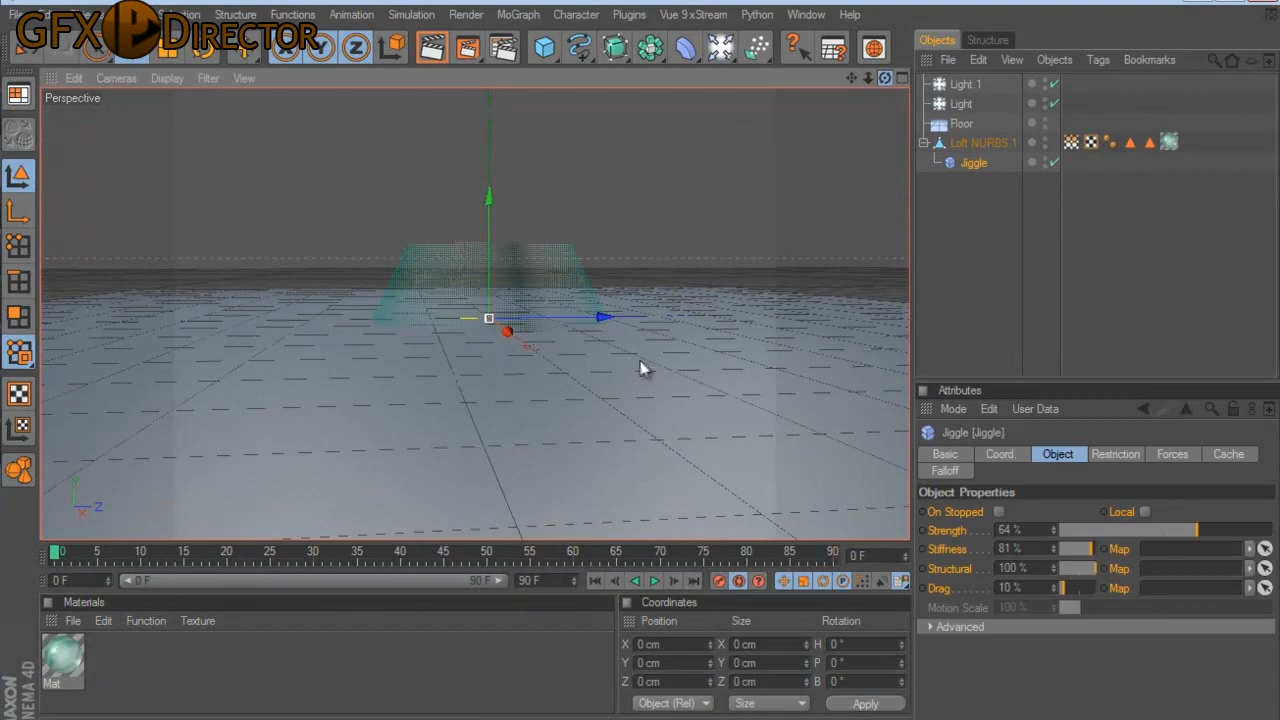 GFX DIRECTOR
Structure Functions Animation Simulation Render MoGraph Character Plugins Vue 9 xStream Python Window Help
Objects Structure
File Edit View Objects Tags Bookmarks
Edit Cameras Display Filter View
Perspective
Light.1
Light
Floor
Loft NURBS.1
Jiggle
Y
Z
X
Attributes
Mode Edit User Data
Jiggle [Jiggle]
Basic Coord. Object Restriction Forces Cache
Falloff
Object Properties
On Stopped Local
Strength 64 %
Stiffness 81 % Map
Structural 100 % Map
Drag 10 % Map
Motion Scale 100 %
Advanced
0 5 10 15 20 25 30 35 40 45 50 55 60 65 70 75 80 85 90 0 F
0 F 0 F 90 F 90 F
Materials
File Edit Function Texture
Mat
Coordinates
Position Size Rotation
X 0 cm X 0 cm H 0 °
Y 0 cm Y 0 cm P 0 °
Z 0 cm Z 0 cm B 0 °
Object (Rel) Size Apply
MAXON
NEMA 4D